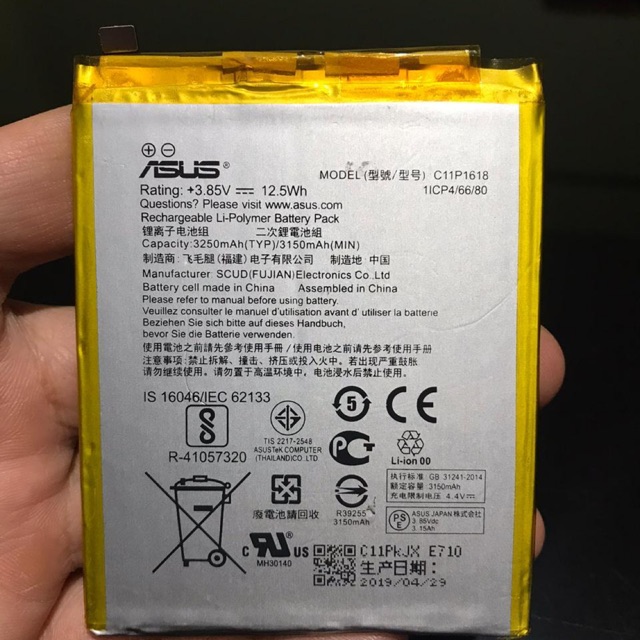 ASUS
MODEL (型號/型号): C11P1618
Rating: +3.85V 12.5Wh 1ICP4/66/80
Questions? Please visit www.asus.com
Rechargeable Li-Polymer Battery Pack
锂离子电池组 二次鋰電池組
Capacity:3250mAh(TYP)/3150mAh(MIN)
制造商: 飞毛腿(福建)电子有限公司 制造地: 中国
Manufacturer: SCUD(FUJIAN)Electronics Co.,Ltd
Battery cell made in China Assembled in China
Please refer to manual before using the battery.
Veuillez consulter le manuel d'utilisation avant d' utiliser la batterie
Beziehen Sie sich bitte auf dieses Handbuch,
bevor Sie die Batterie verwenden.
使用電池之前請先參考使用手冊 使用电池之前请先参考使用手册
警告:禁止拆解、撞击、挤压或投入火中。若出现严重鼓胀
请勿继续使用。请勿置于高温环境中，电池浸水后禁止使用
IS 16046/IEC 62133
R-41057320
TIS 2217-2548
ASUSTeK COMPUTER
(THAILAND)CO., LTD.
5
CE
Li-ion 00
执行标准 GB 31241-2014
额定容量 3150mAh
充电限制电压 4.4V
廢電池請回收
R39255
3150mAh
PSE
ASUS JAPAN株式会社
3.85Vdc
3.15Ah
c RU us
MH30140
C11PkJX E710
生产日期:
2019/04/29